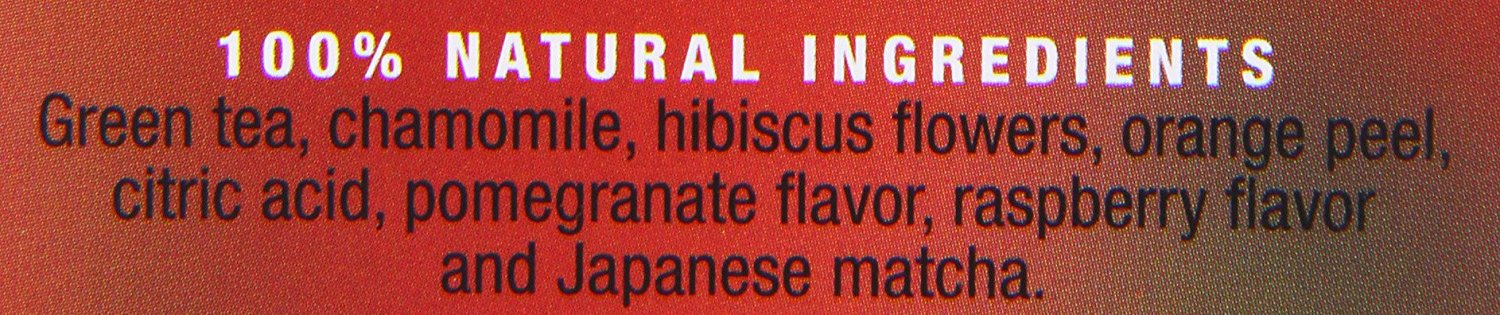 100% NATURAL INGREDIENTS
Green tea, chamomile, hibiscus flowers, orange peel,
citric acid, pomegranate flavor, raspberry flavor
and Japanese matcha.